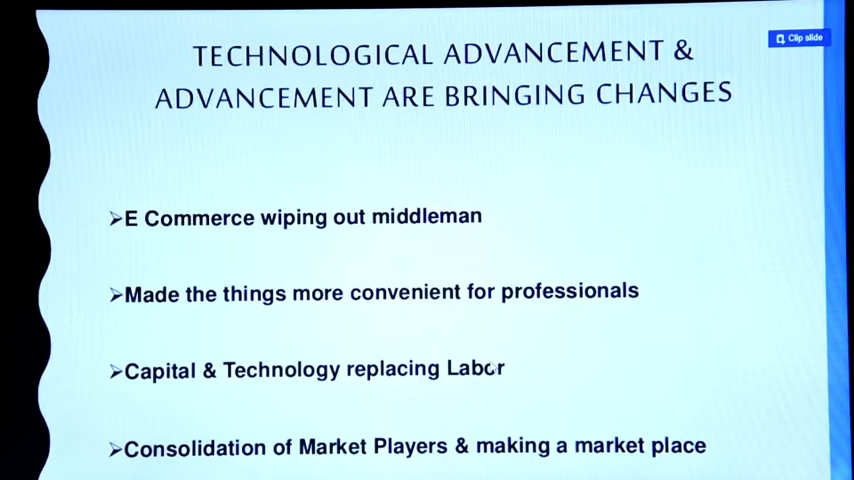 Clip slide
TECHNOLOGICAL ADVANCEMENT &
ADVANCEMENT ARE BRINGING CHANGES
➢E Commerce wiping out middleman
➢Made the things more convenient for professionals
➢Capital & Technology replacing Labor
➢Consolidation of Market Players & making a market place